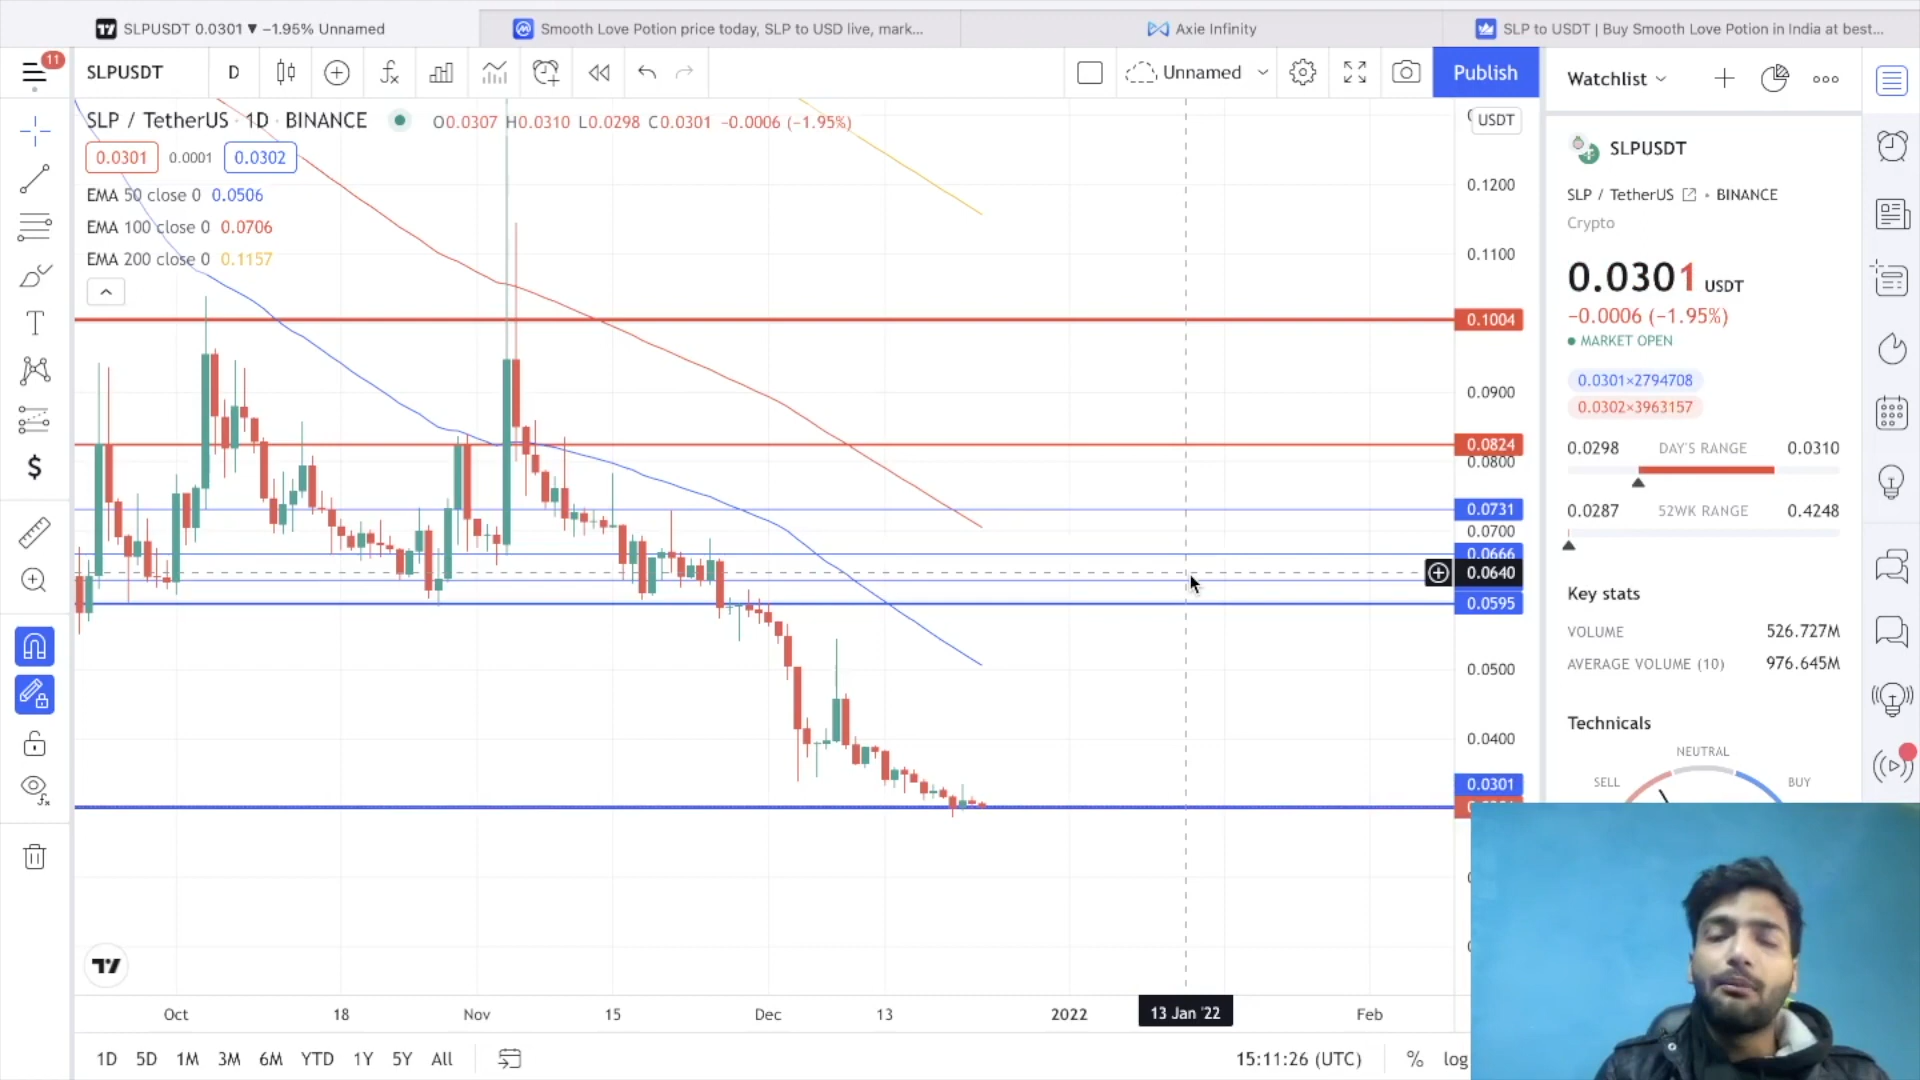 SLPUSDT 0.0301 ▼ −1.95% Unnamed
Smooth Love Potion price today, SLP to USD live, mark...
Axie Infinity
SLP to USDT | Buy Smooth Love Potion in India at best...
11
SLPUSDT
D
Unnamed
Publish
Watchlist
SLP / TetherUS · 1D · BINANCE
O0.0307 H0.0310 L0.0298 C0.0301 −0.0006 (−1.95%)
USDT
0.0301
0.0001
0.0302
EMA 50 close 0 0.0506
EMA 100 close 0 0.0706
EMA 200 close 0 0.1157
0.1200
0.1100
0.1004
0.0900
0.0824
0.0800
0.0731
0.0700
0.0666
0.0640
0.0595
0.0500
0.0400
0.0301
SLPUSDT
SLP / TetherUS • BINANCE
Crypto
0.0301 USDT
−0.0006 (−1.95%)
MARKET OPEN
0.0301×2794708
0.0302×3963157
0.0298 DAY'S RANGE 0.0310
0.0287 52WK RANGE 0.4248
Key stats
VOLUME 526.727M
AVERAGE VOLUME (10) 976.645M
Technicals
NEUTRAL
SELL
BUY
Oct
18
Nov
15
Dec
13
2022
13 Jan '22
Feb
1D 5D 1M 3M 6M YTD 1Y 5Y All
15:11:26 (UTC)
%
log